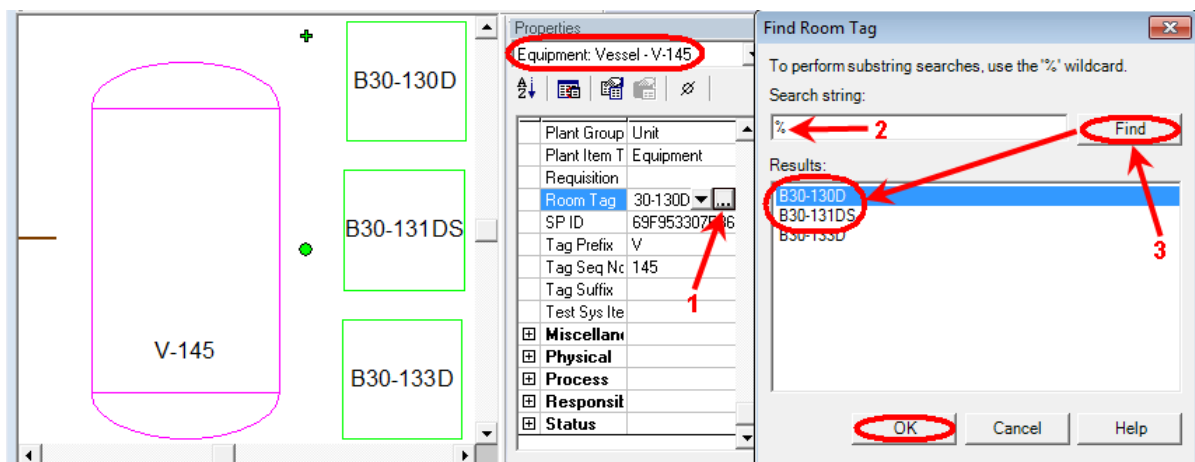 B30-130D
B30-131DS
V-145
B30-133D
Properties
Equipment: Vessel - V-145
Plant Group Unit
Plant Item T Equipment
Requisition
Room Tag 30-130D ...
SP ID
Tag Prefix V
Tag Seq Nc 145
Tag Suffix
Test Sys Ite
Miscellane
Physical
Process
Responsit
Status
1
Find Room Tag
To perform substring searches, use the '%' wildcard.
Search string:
% 2 Find
Results:
B30-130D
B30-131DS
B30-133D
3
OK Cancel Help